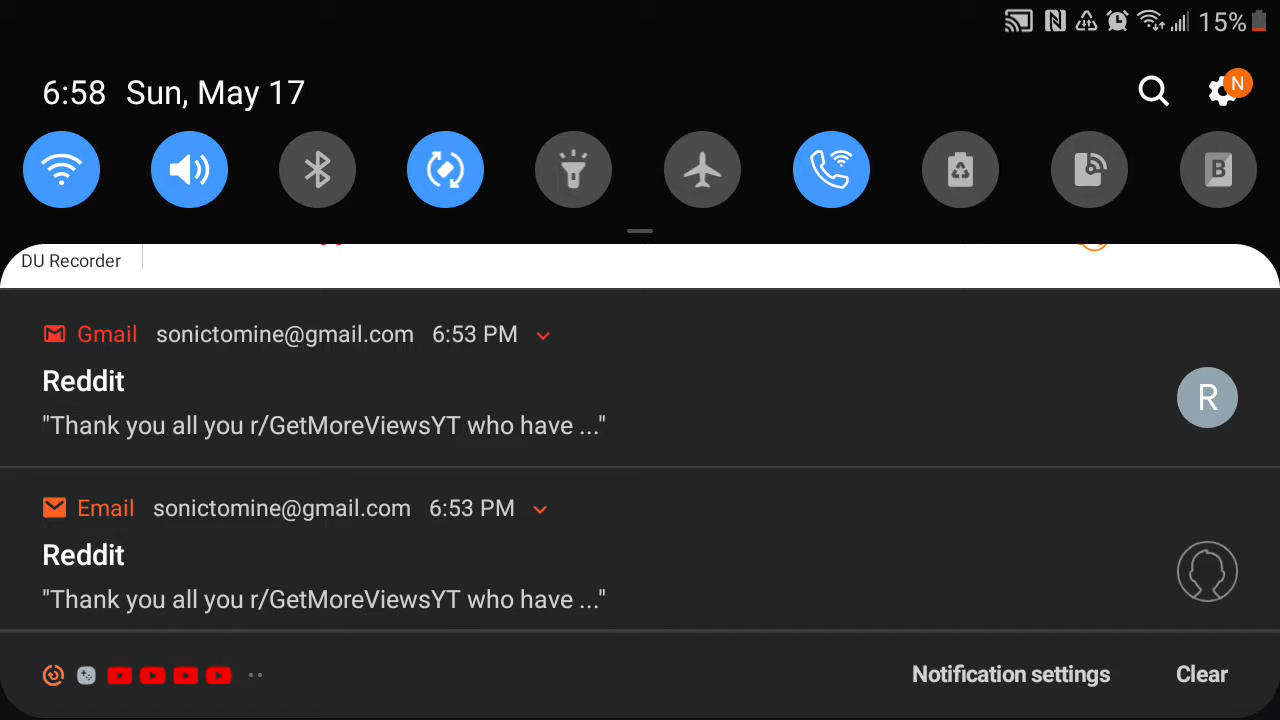 15%
6:58 Sun, May 17
N
B
DU Recorder
Gmail sonictomine@gmail.com 6:53 PM
Reddit
"Thank you all you r/GetMoreViewsYT who have ..."
R
Email sonictomine@gmail.com 6:53 PM
Reddit
"Thank you all you r/GetMoreViewsYT who have ..."
Notification settings Clear